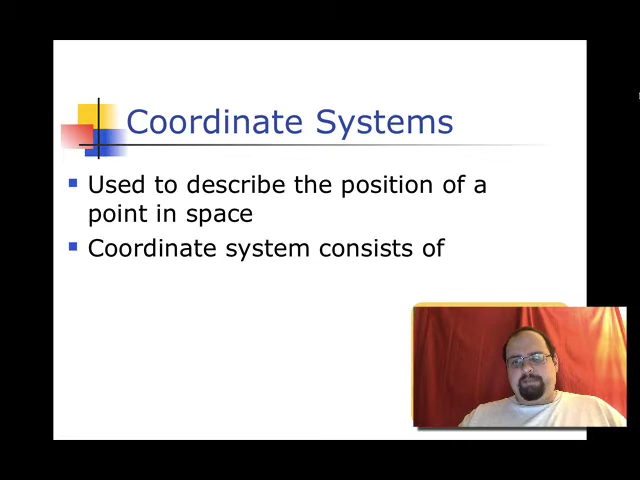 Coordinate Systems
Used to describe the position of a
point in space
Coordinate system consists of